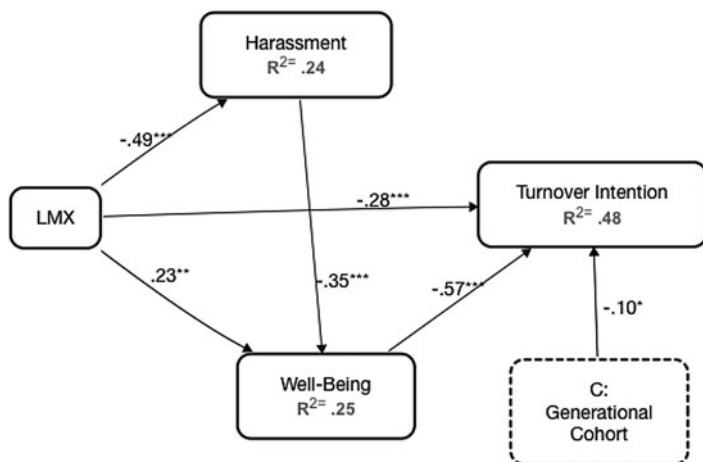 Harassment
R²= .24
-.49***
LMX
-.28***
Turnover Intention
R²= .48
.23**
-.35***
-.57***
-.10*
Well-Being
R²= .25
C:
Generational
Cohort